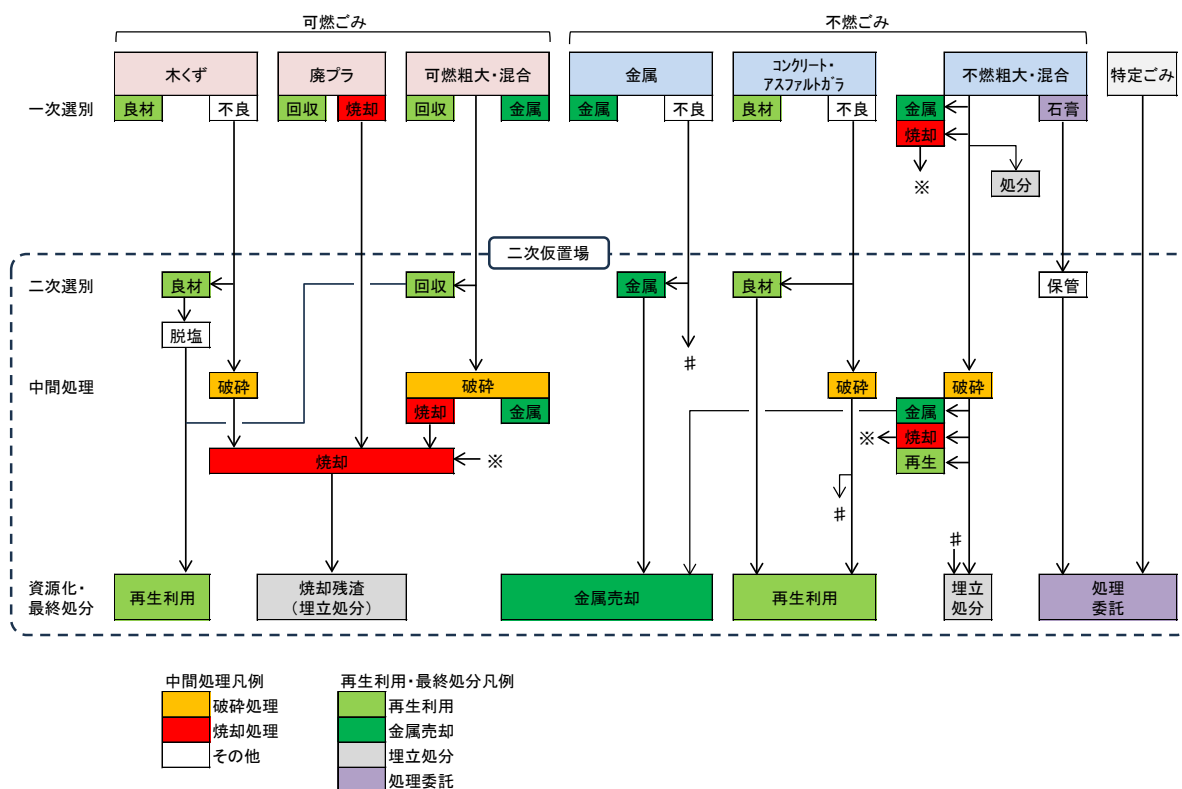 可燃ごみ
不燃ごみ
木くず
廃プラ
可燃粗大・混合
金属
コンクリート・
アスファルトガラ
不燃粗大・混合
特定ごみ
一次選別
良材
不良
回収
焼却
回収
金属
金属
不良
良材
不良
金属
石膏
焼却
※
処分
二次仮置場
二次選別
良材
回収
金属
良材
保管
脱塩
♯
中間処理
破砕
破砕
破砕
破砕
焼却
金属
金属
※
焼却
焼却
※
再生
♯
♯
資源化・
最終処分
再生利用
焼却残渣
（埋立処分）
金属売却
再生利用
埋立
処分
処理
委託
中間処理凡例
再生利用・最終処分凡例
破砕処理
再生利用
焼却処理
金属売却
その他
埋立処分
処理委託